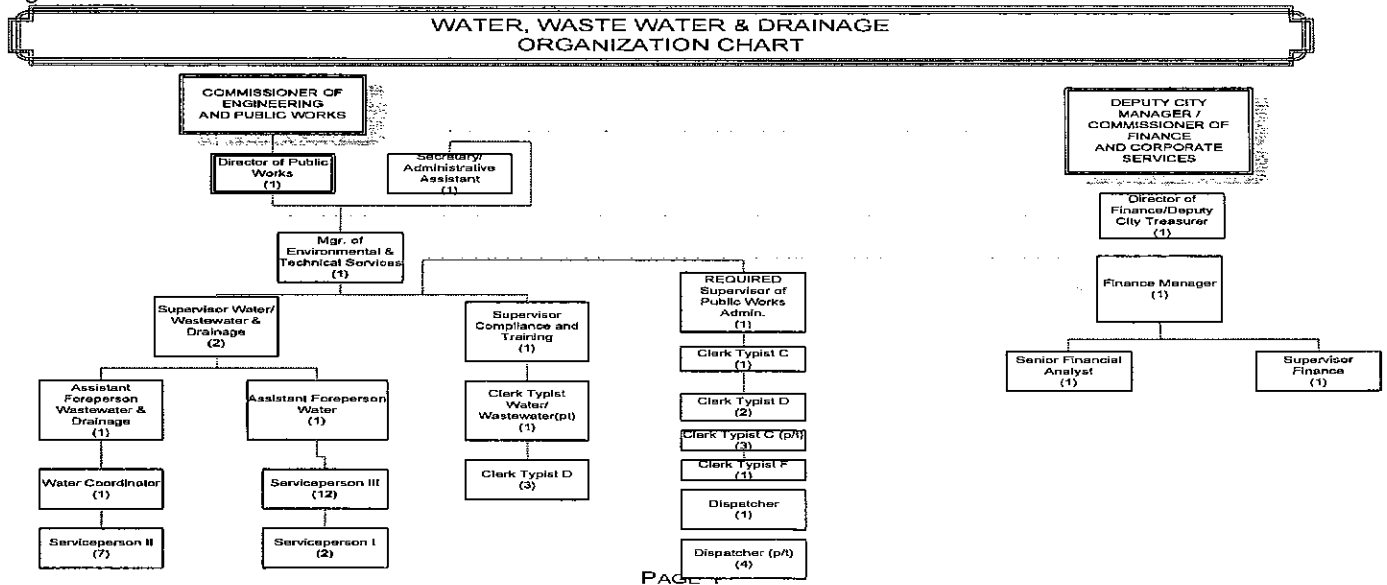 WATER, WASTE WATER & DRAINAGE
ORGANIZATION CHART
COMMISSIONER OF
ENGINEERING
AND PUBLIC WORKS
Director of Public
Works
(1)
Secretary/
Administrative
Assistant
(1)
Mgr. of
Environmental &
Technical Services
(1)
Supervisor Water/
Wastewater &
Drainage
(2)
Assistant
Foreperson
Wastewater &
Drainage
(1)
Water Coordinator
(1)
Serviceperson II
(7)
Assistant Foreperson
Water
(1)
Serviceperson III
(12)
Serviceperson I
(2)
Supervisor
Compliance and
Training
(1)
Clerk Typist
Water/
Wastewater(pt)
(1)
Clerk Typist D
(3)
REQUIRED
Supervisor of
Public Works
Admin.
(1)
Clerk Typist C
(1)
Clerk Typist D
(2)
Clerk Typist C (p/t)
(3)
Clerk Typist F
(1)
Dispatcher
(1)
Dispatcher (p/t)
(4)
DEPUTY CITY
MANAGER /
COMMISSIONER OF
FINANCE
AND CORPORATE
SERVICES
Director of
Finance/Deputy
City Treasurer
(1)
Finance Manager
(1)
Senior Financial
Analyst
(1)
Supervisor
Finance
(1)
PAGE